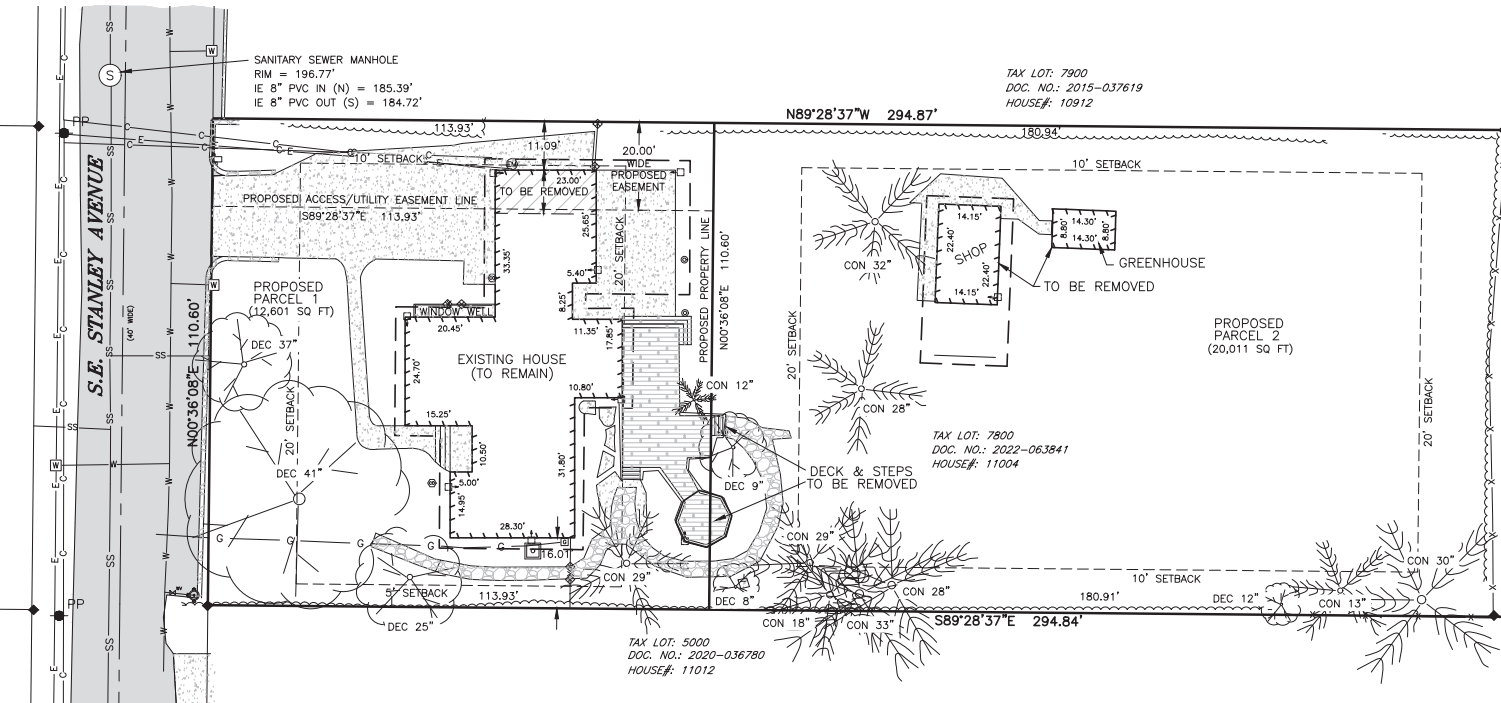 SANITARY SEWER MANHOLE
RIM = 196.77'
IE 8" PVC IN (N) = 185.39'
IE 8" PVC OUT (S) = 184.72'
TAX LOT: 7900
DOC. NO.: 2015-037619
HOUSE#: 10912
N89°28'37"W 294.87'
S
PP
113.93'
180.94'
11.09'
20.00'
WIDE
PROPOSED
EASEMENT
10' SETBACK
10' SETBACK
23.00'
TO BE REMOVED
PROPOSED ACCESS/UTILITY EASEMENT LINE
S89°28'37"E 113.93'
S.E. STANLEY AVENUE
(40' WIDE)
N00°36'08"E 110.60'
PROPOSED
PARCEL 1
(12,601 SQ FT)
33.35'
25.65'
5.40'
8.25'
11.35'
17.85'
20' SETBACK
PROPOSED PROPERTY LINE
N00°36'08"E 110.60'
WINDOW WELL
20.45'
24.70'
EXISTING HOUSE
(TO REMAIN)
10.80'
15.25'
10.50'
5.00'
14.95'
28.30'
31.80'
16.01'
DEC 37"
20' SETBACK
DEC 41"
CON 12"
DEC 9"
DECK & STEPS
TO BE REMOVED
CON 32"
14.15'
22.40'
SHOP
22.40'
14.15'
14.30'
8.80'
8.80'
14.30'
GREENHOUSE
TO BE REMOVED
PROPOSED
PARCEL 2
(20,011 SQ FT)
20' SETBACK
20' SETBACK
CON 28"
TAX LOT: 7800
DOC. NO.: 2022-063841
HOUSE#: 11004
CON 29"
CON 29"
DEC 8"
CON 28"
CON 18"
CON 33"
10' SETBACK
180.91'
DEC 12"
CON 13"
CON 30"
5' SETBACK
113.93'
DEC 25"
S89°28'37"E 294.84'
PP
TAX LOT: 5000
DOC. NO.: 2020-036780
HOUSE#: 11012